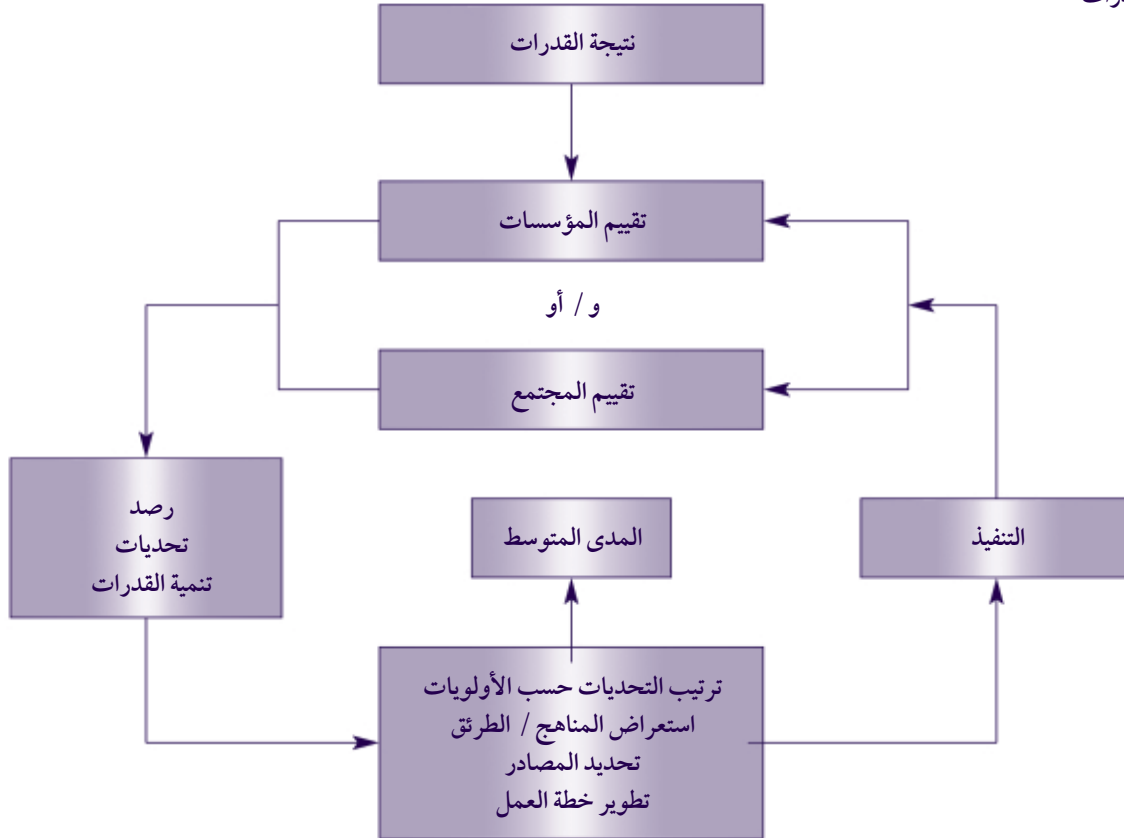 نتيجة القدرات
تقييم المؤسسات
و / أو
تقييم المجتمع
رصد
تحديات
تنمية القدرات
المدى المتوسط
التنفيذ
ترتيب التحديات حسب الأولويات
استعراض المناهج / الطرئق
تحديد المصادر
تطوير خطة العمل